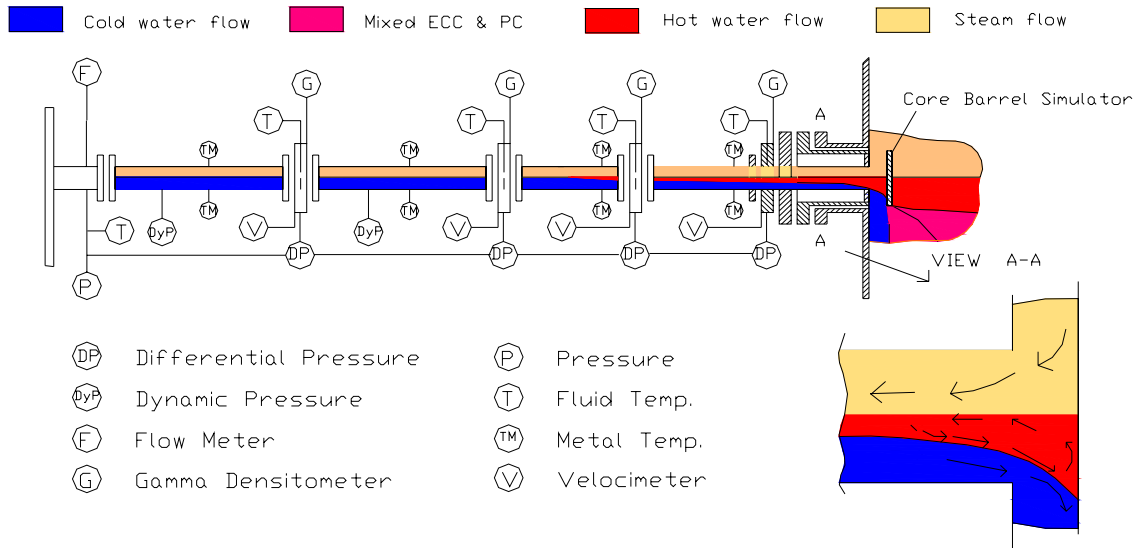 Cold water flow
Mixed ECC & PC
Hot water flow
Steam flow
F
G
G
G
G
Core Barrel Simulator
T
T
T
T
A
TM
TM
TM
TM
TM
TM
TM
TM
T
DyP
V
DyP
V
V
V
A
DP
DP
DP
DP
P
VIEW A-A
DP Differential Pressure
P Pressure
DyP Dynamic Pressure
T Fluid Temp.
F Flow Meter
TM Metal Temp.
G Gamma Densitometer
V Velocimeter